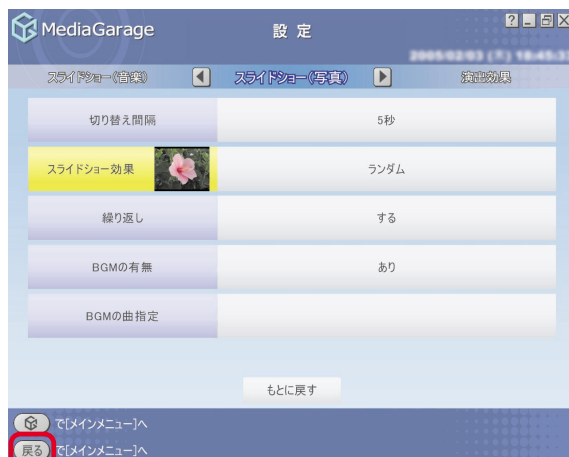 MediaGarage
設定
2005/02/03 (木) 18:45:3
スライドショー(音楽)
スライドショー(写真)
演出効果
切り替え間隔 5秒
スライドショー効果 ランダム
繰り返し する
BGMの有無 あり
BGMの曲指定
もとに戻す
で[メインメニュー]へ
戻る で[メインメニュー]へ